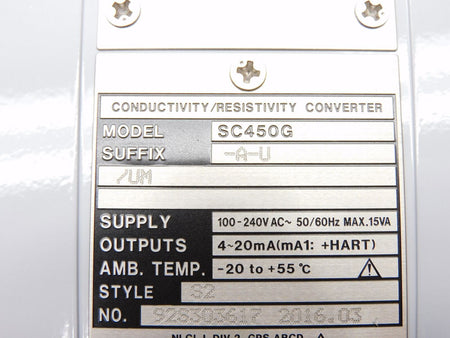 CONDUCTIVITY/RESISTIVITY CONVERTER
MODEL SC450G
SUFFIX -A-U
/UM
SUPPLY 100-240V AC~ 50/60Hz MAX.15VA
OUTPUTS 4~20mA(mA1: +HART)
AMB. TEMP. -20 to +55°C
STYLE S2
NO. 928303617 2016.03